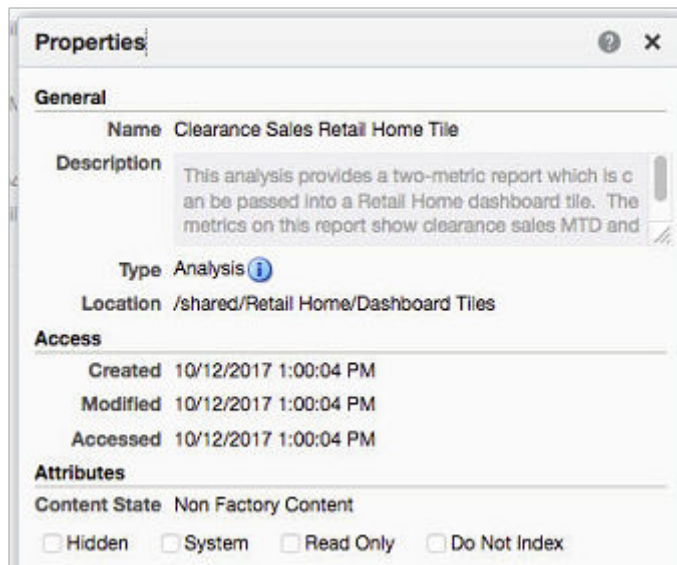 Properties
General
Name Clearance Sales Retail Home Tile
Description This analysis provides a two-metric report which is c
an be passed into a Retail Home dashboard tile. The
metrics on this report show clearance sales MTD and
Type Analysis
Location /shared/Retail Home/Dashboard Tiles
Access
Created 10/12/2017 1:00:04 PM
Modified 10/12/2017 1:00:04 PM
Accessed 10/12/2017 1:00:04 PM
Attributes
Content State Non Factory Content
Hidden System Read Only Do Not Index